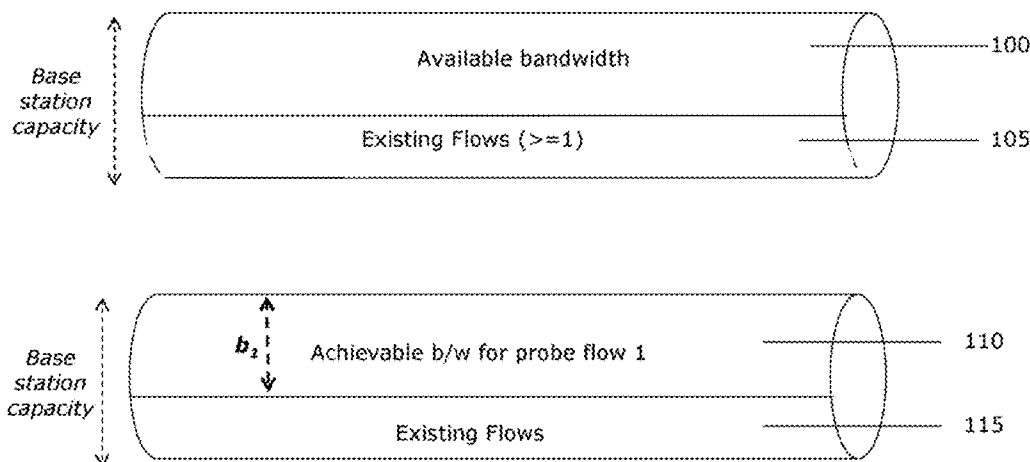 Available bandwidth
100
Base
station
capacity
Existing Flows (>=1)
105
b₁
Achievable b/w for probe flow 1
110
Base
station
capacity
Existing Flows
115